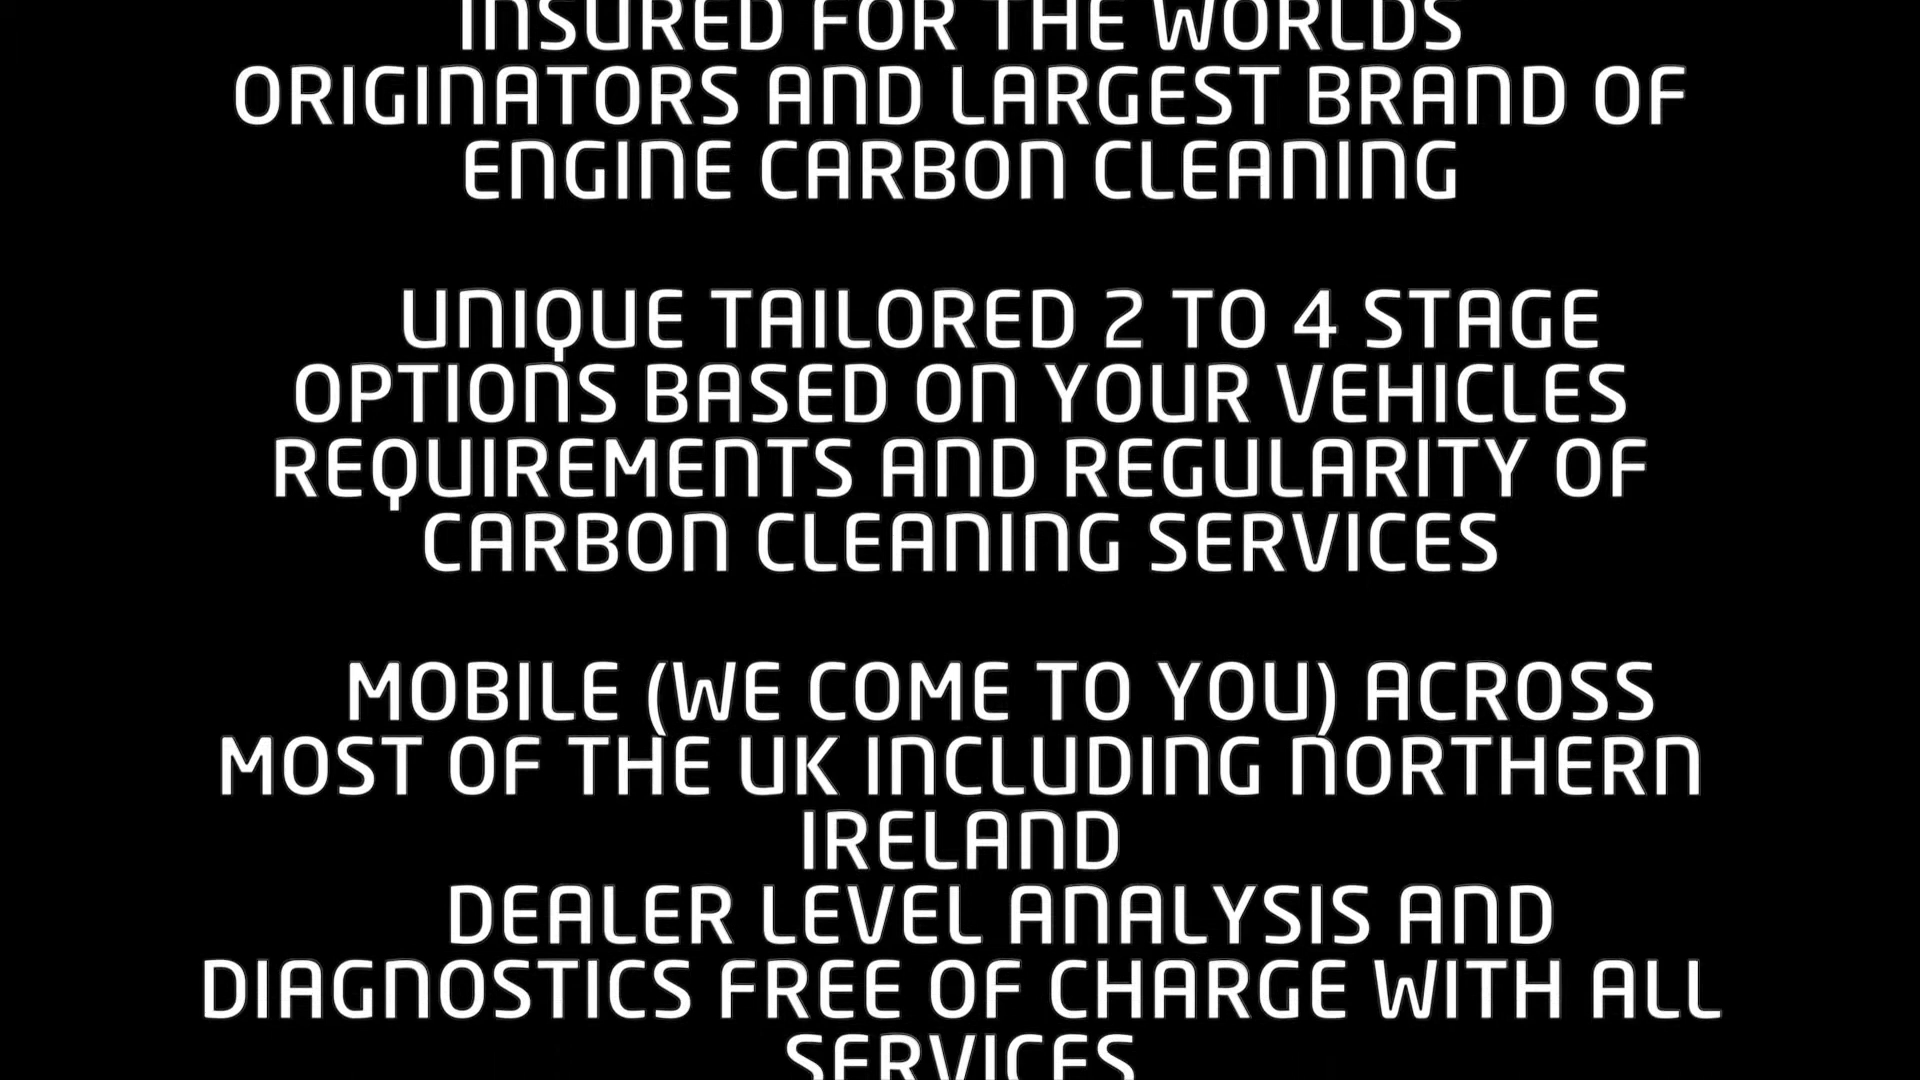 INSURED FOR THE WORLDS
ORIGINATORS AND LARGEST BRAND OF
ENGINE CARBON CLEANING
UNIQUE TAILORED 2 TO 4 STAGE
OPTIONS BASED ON YOUR VEHICLES
REQUIREMENTS AND REGULARITY OF
CARBON CLEANING SERVICES
MOBILE (WE COME TO YOU) ACROSS
MOST OF THE UK INCLUDING NORTHERN
IRELAND
DEALER LEVEL ANALYSIS AND
DIAGNOSTICS FREE OF CHARGE WITH ALL
SERVICES